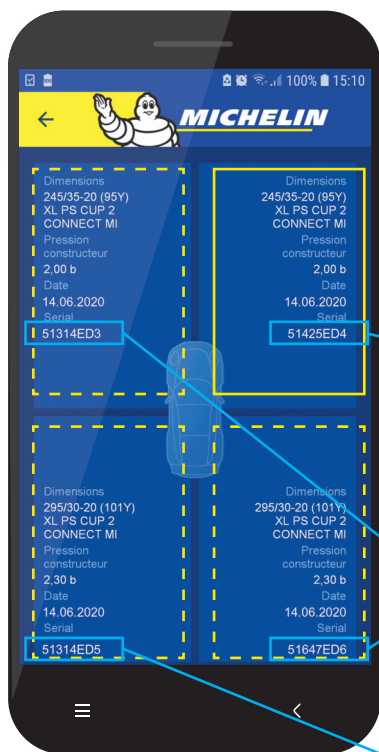 100% 15:10
MICHELIN
Dimensions
245/35-20 (95Y)
XL PS CUP 2
CONNECT MI
Pression
constructeur
2,00 b
Date
14.06.2020
Serial
51314ED3
Dimensions
245/35-20 (95Y)
XL PS CUP 2
CONNECT MI
Pression
constructeur
2,00 b
Date
14.06.2020
Serial
51425ED4
Dimensions
295/30-20 (101Y)
XL PS CUP 2
CONNECT MI
Pression
constructeur
2,30 b
Date
14.06.2020
Serial
51314ED5
Dimensions
295/30-20 (101Y)
XL PS CUP 2
CONNECT MI
Pression
constructeur
2,30 b
Date
14.06.2020
Serial
51647ED6